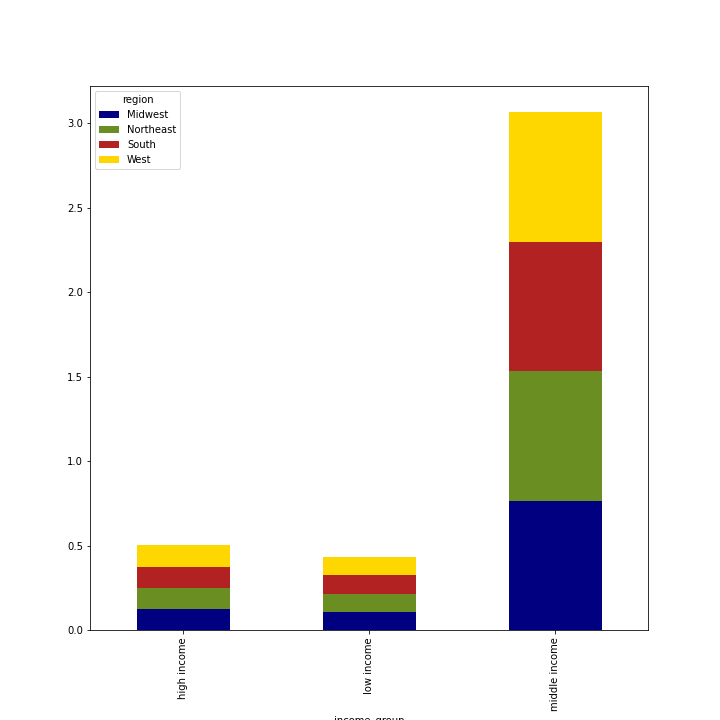 region
Midwest
Northeast
South
West
3.0
2.5
2.0
1.5
1.0
0.5
0.0
high income
low income
middle income
income_group